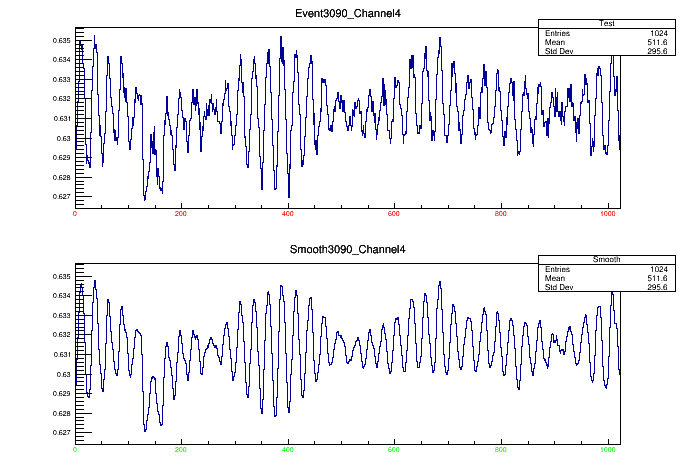 Event3090_Channel4
Test
Entries 1024
Mean 511.6
Std Dev 295.6
0.635
0.634
0.633
0.632
0.631
0.63
0.629
0.628
0.627
0 200 400 600 800 1000
Smooth3090_Channel4
Smooth
Entries 1024
Mean 511.6
Std Dev 295.6
0.635
0.634
0.633
0.632
0.631
0.63
0.629
0.628
0.627
0 200 400 600 800 1000